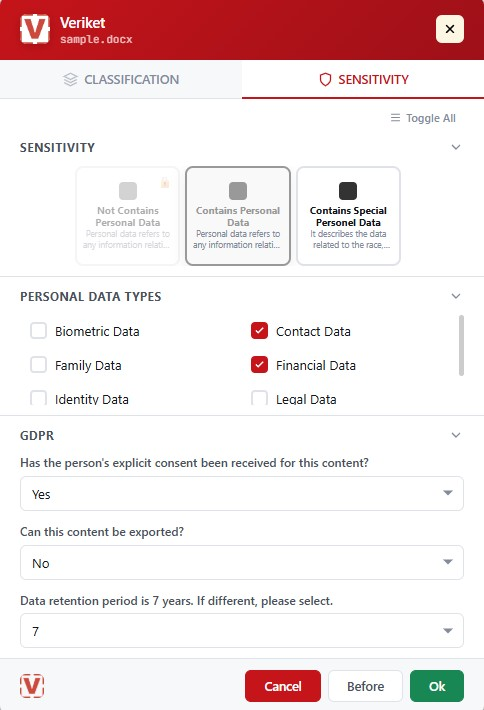 Veriket
sample.docx
CLASSIFICATION
SENSITIVITY
Toggle All
SENSITIVITY
Not Contains
Personal Data
Personal data refers to
any information relati...
Contains Personal
Data
Personal data refers to
any information relati...
Contains Special
Personel Data
It describes the data
related to the race,...
PERSONAL DATA TYPES
Biometric Data
Contact Data
Family Data
Financial Data
Identity Data
Legal Data
GDPR
Has the person's explicit consent been received for this content?
Yes
Can this content be exported?
No
Data retention period is 7 years. If different, please select.
7
V
Cancel
Before
Ok